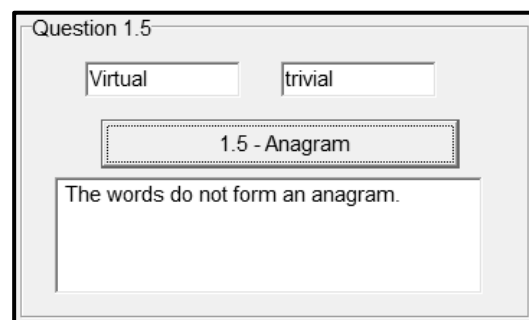 Question 1.5
Virtual trivial
1.5 - Anagram
The words do not form an anagram.